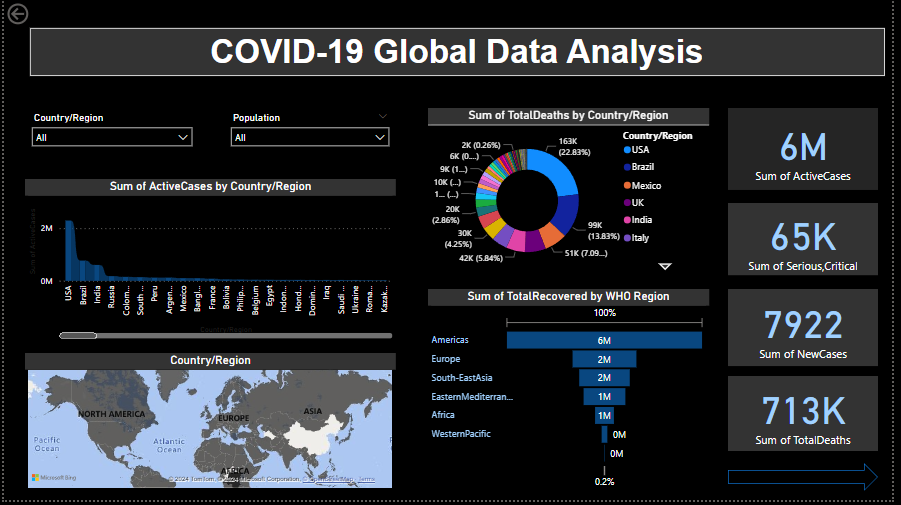 COVID-19 Global Data Analysis
Country/Region
All
Population
All
Sum of ActiveCases by Country/Region
2M
0M
USA
Brazil
India
Russia
Colom...
South ...
Peru
Argen...
Mexico
Bangl...
France
Bolivia
Philip...
Belgium
Egypt
Indon...
Hond...
Domin...
Iraq
Saudi ...
Ukraine
Roma...
Kazak...
Country/Region
Country/Region
NORTH AMERICA
EUROPE
ASIA
AFRICA
Pacific
Ocean
Atlantic
Ocean
Microsoft Bing
© 2024 TomTom, © 2024 Microsoft Corporation, © OpenStreetMap Terms
Sum of TotalDeaths by Country/Region
163K
(22.83%)
99K
(13.83%)
51K (7.09...)
42K (5.84%)
30K
(4.25%)
20K
(2.86%)
1... (...)
10K (...)
9K (1...)
6K (0...)
2K (0.26%)
Country/Region
USA
Brazil
Mexico
UK
India
Italy
Sum of TotalRecovered by WHO Region
100%
Americas
6M
Europe
2M
South-EastAsia
2M
EasternMediterran...
1M
Africa
1M
WesternPacific
0M
0M
0.2%
6M
Sum of ActiveCases
65K
Sum of Serious,Critical
7922
Sum of NewCases
713K
Sum of TotalDeaths